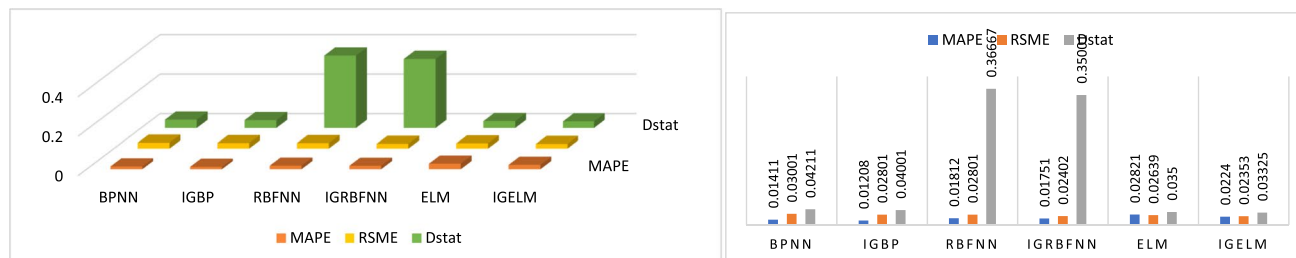 0.4
0.2
0
Dstat
MAPE
BPNN IGBP RBFNN IGRBFNN ELM IGELM
MAPE RSME Dstat
MAPE RSME Dstat
0.01411 0.03001 0.04211 0.01208 0.02801 0.04001 0.01812 0.02801 0.36667 0.01751 0.02402 0.35001 0.02821 0.02639 0.035 0.0224 0.02353 0.03325
BPNN IGBP RBFNN IGRBFNN ELM IGELM